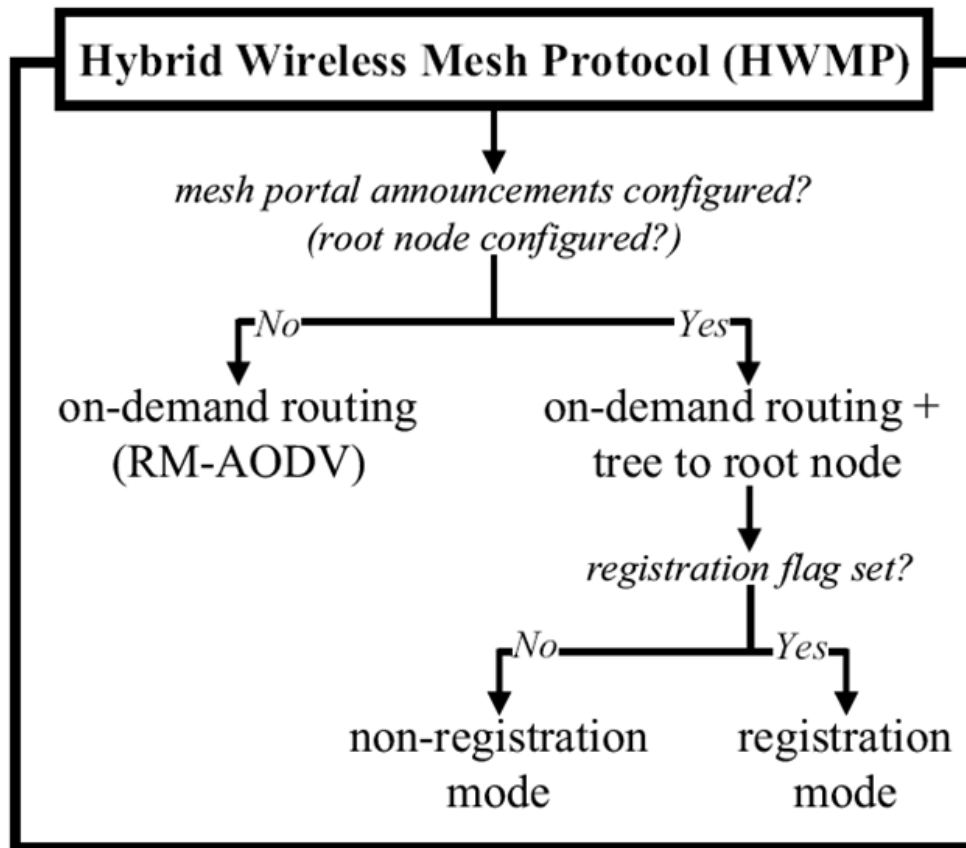 Hybrid Wireless Mesh Protocol (HWMP)
mesh portal announcements configured?
(root node configured?)
No
Yes
on-demand routing
(RM-AODV)
on-demand routing +
tree to root node
registration flag set?
No
Yes
non-registration
mode
registration
mode